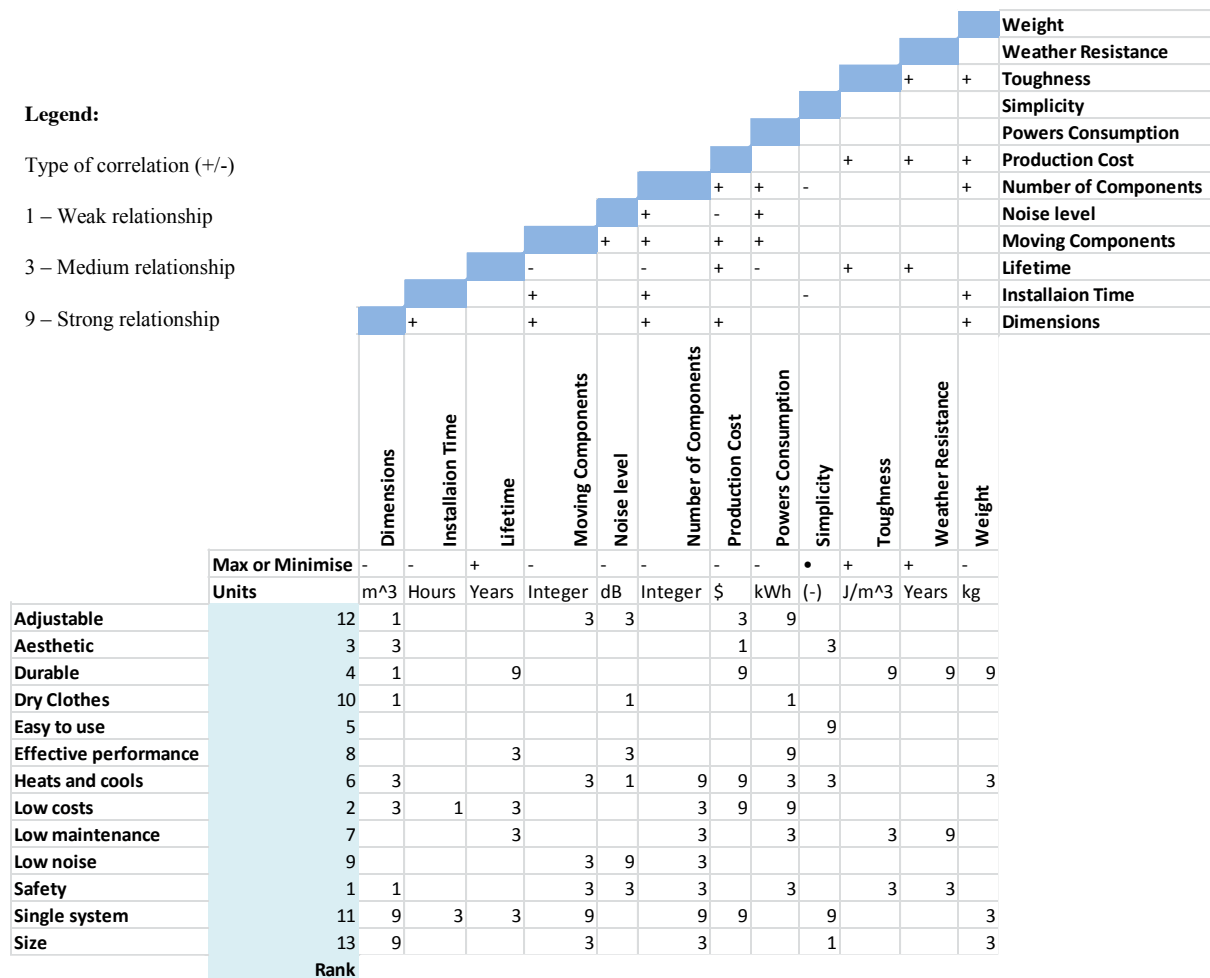 Weight
Weather Resistance
+ + Toughness
Simplicity
Powers Consumption
+ + + Production Cost
+ + - + Number of Components
+ - + Noise level
+ + + + Moving Components
- - + - + + Lifetime
+ + - + Installaion Time
+ + + + + Dimensions
Legend:
Type of correlation (+/-)
1 – Weak relationship
3 – Medium relationship
9 – Strong relationship
Dimensions
Installaion Time
Lifetime
Moving Components
Noise level
Number of Components
Production Cost
Powers Consumption
Simplicity
Toughness
Weather Resistance
Weight
Max or Minimise - - + - - - - - • + + -
Units m^3 Hours Years Integer dB Integer $ kWh (-) J/m^3 Years kg
Adjustable 12 1 3 3 3 9
Aesthetic 3 3 1 3
Durable 4 1 9 9 9 9 9
Dry Clothes 10 1 1 1
Easy to use 5 9
Effective performance 8 3 3 9
Heats and cools 6 3 3 1 9 9 3 3 3
Low costs 2 3 1 3 3 9 9
Low maintenance 7 3 3 3 3 9
Low noise 9 3 9 3
Safety 1 1 3 3 3 3 3 3
Single system 11 9 3 3 9 9 9 9 3
Size 13 9 3 3 1 3
Rank